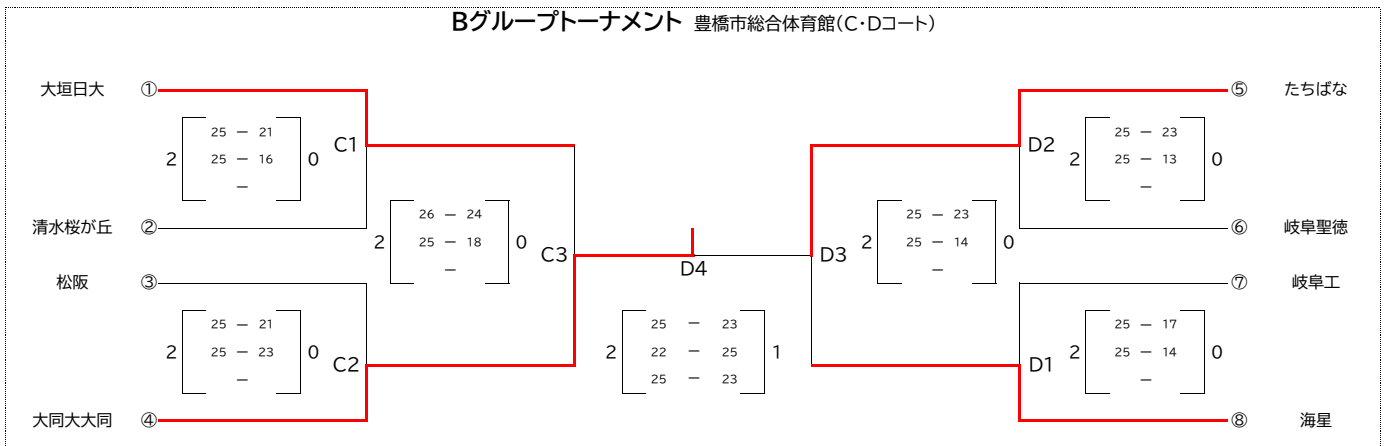 Bグループトーナメント 豊橋市総合体育館(C・Dコート)
大垣日大 ① ⑤ たちばな
25 − 21 25 − 23
2 25 − 16 0 C1 D2 2 25 − 13 0
− −
清水桜が丘 ② ⑥ 岐阜聖徳
26 − 24 25 − 23
2 25 − 18 0 C3 D3 2 25 − 14 0
− −
D4
松阪 ③ ⑦ 岐阜工
25 − 21 25 − 23 25 − 17
2 25 − 23 0 C2 2 22 − 25 1 D1 2 25 − 14 0
− 25 − 23 −
大同大大同 ④ ⑧ 海星